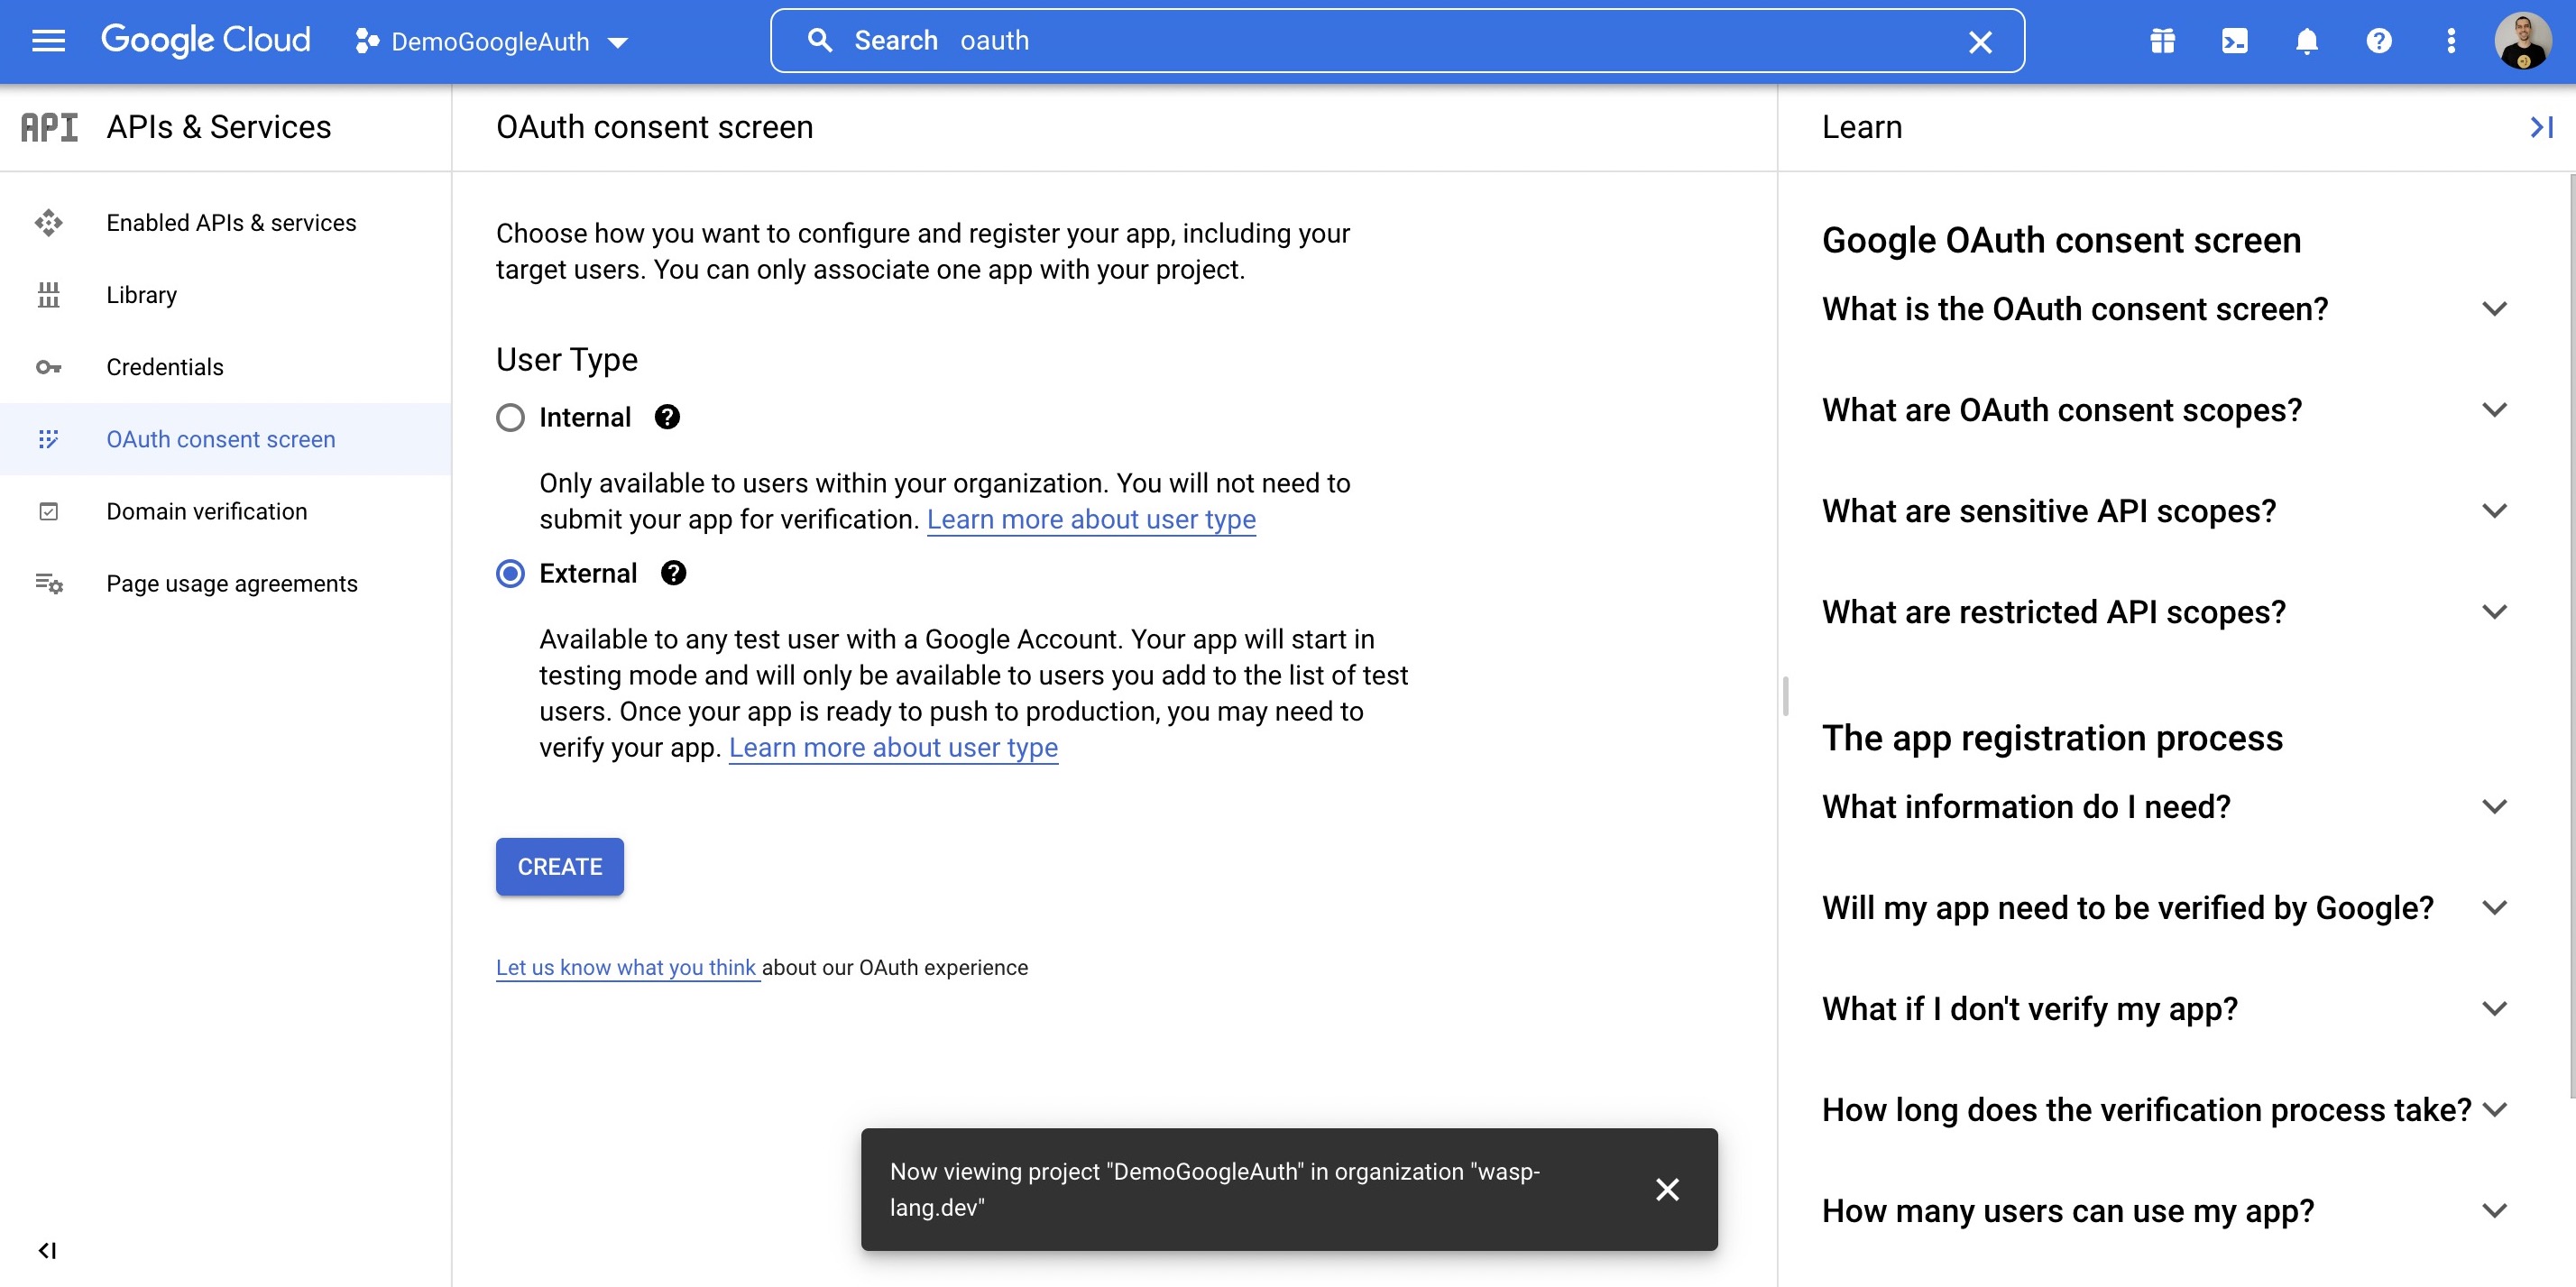 Google Cloud
DemoGoogleAuth
Search oauth
API APIs & Services
Enabled APIs & services
Library
Credentials
OAuth consent screen
Domain verification
Page usage agreements
OAuth consent screen
Choose how you want to configure and register your app, including your
target users. You can only associate one app with your project.
User Type
Internal
Only available to users within your organization. You will not need to
submit your app for verification. Learn more about user type
External
Available to any test user with a Google Account. Your app will start in
testing mode and will only be available to users you add to the list of test
users. Once your app is ready to push to production, you may need to
verify your app. Learn more about user type
CREATE
Let us know what you think about our OAuth experience
Now viewing project "DemoGoogleAuth" in organization "wasp-
lang.dev"
Learn
Google OAuth consent screen
What is the OAuth consent screen?
What are OAuth consent scopes?
What are sensitive API scopes?
What are restricted API scopes?
The app registration process
What information do I need?
Will my app need to be verified by Google?
What if I don't verify my app?
How long does the verification process take?
How many users can use my app?